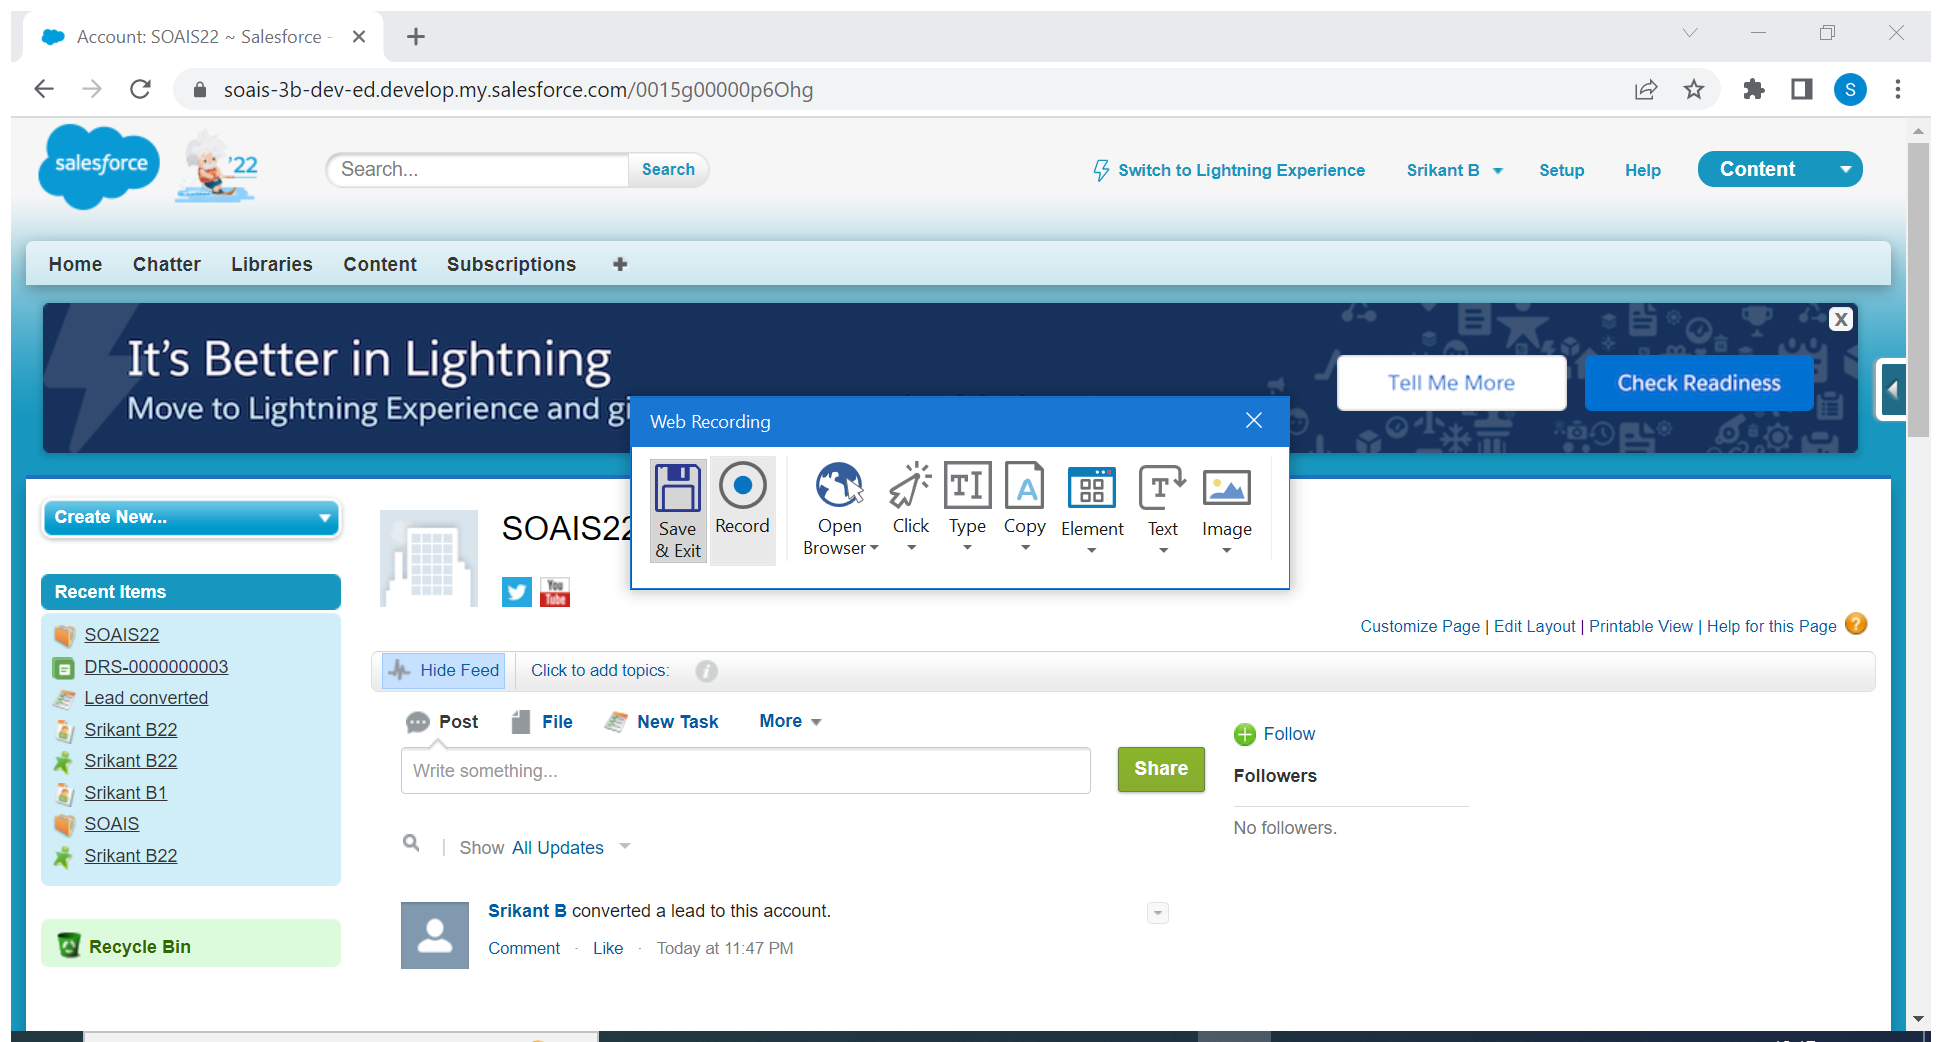 Account: SOAIS22 ~ Salesforce -
soais-3b-dev-ed.develop.my.salesforce.com/0015g00000p6Ohg
S
salesforce
'22
Search...
Search
Switch to Lightning Experience
Srikant B
Setup
Help
Content
Home
Chatter
Libraries
Content
Subscriptions
It's Better in Lightning
Move to Lightning Experience and gi
Tell Me More
Check Readiness
X
Web Recording
Save
& Exit
Record
Open
Browser
Click
Type
Copy
Element
Text
Image
Create New...
SOAIS22
You
Tube
Recent Items
SOAIS22
DRS-0000000003
Lead converted
Srikant B22
Srikant B22
Srikant B1
SOAIS
Srikant B22
Recycle Bin
Customize Page | Edit Layout | Printable View | Help for this Page
Hide Feed
Click to add topics:
Post
File
New Task
More
Write something...
Share
Follow
Followers
No followers.
Show All Updates
Srikant B converted a lead to this account.
Comment · Like · Today at 11:47 PM